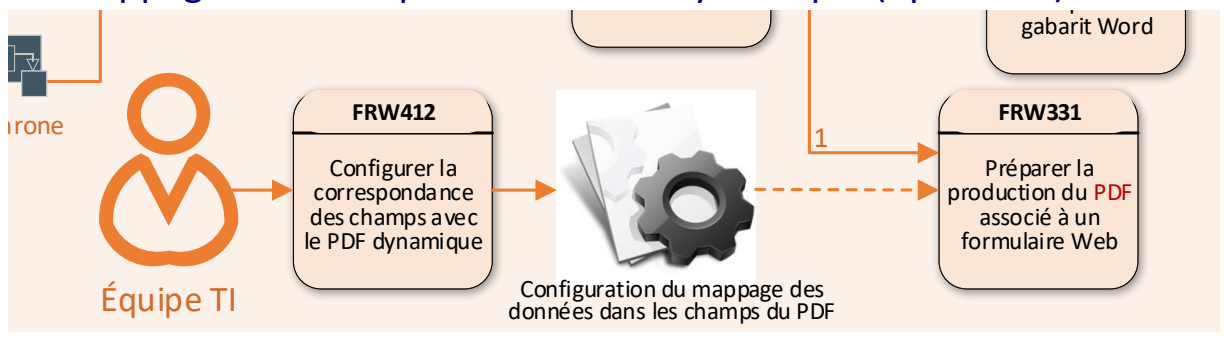 gabarit Word
FRW412
Configurer la
correspondance
des champs avec
le PDF dynamique
Équipe TI
Configuration du mappage des
données dans les champs du PDF
1
FRW331
Préparer la
production du PDF
associé à un
formulaire Web